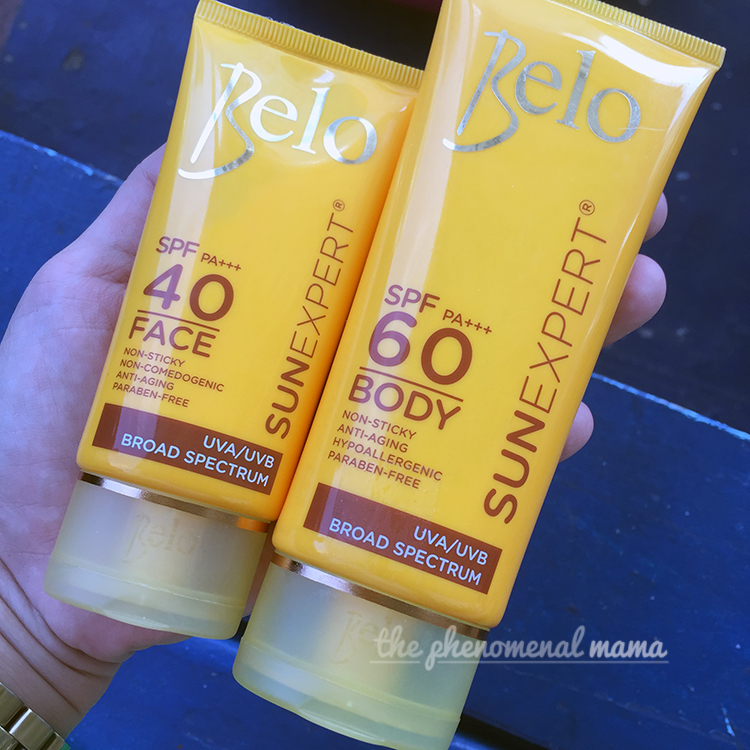 Belo
SUNEXPERT®
SPF PA+++
40
FACE
NON-STICKY
NON-COMEDOGENIC
ANTI-AGING
PARABEN-FREE
UVA/UVB
BROAD SPECTRUM
Belo
Belo
SUNEXPERT®
SPF PA+++
60
BODY
NON-STICKY
ANTI-AGING
HYPOALLERGENIC
PARABEN-FREE
UVA/UVB
BROAD SPECTRUM
Belo
the phenomenal mama